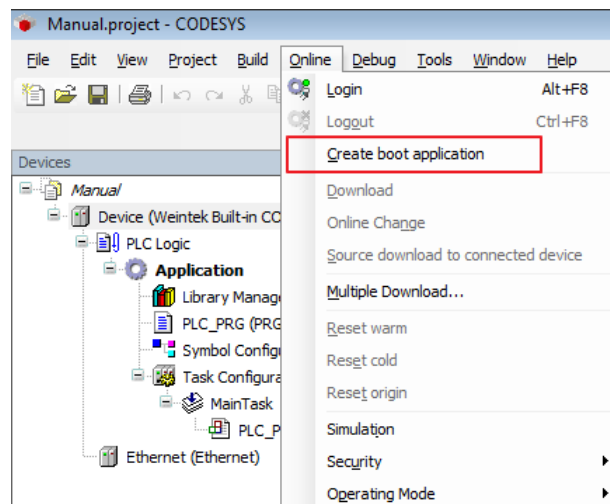 Manual.project - CODESYS
File Edit View Project Build Online Debug Tools Window Help
Login Alt+F8
Logout Ctrl+F8
Create boot application
Download
Online Change
Source download to connected device
Multiple Download...
Reset warm
Reset cold
Reset origin
Simulation
Security
Operating Mode
Devices
Manual
Device (Weintek Built-in CO
PLC Logic
Application
Library Manag
PLC_PRG (PRG
Symbol Configu
Task Configura
MainTask
PLC_P
Ethernet (Ethernet)